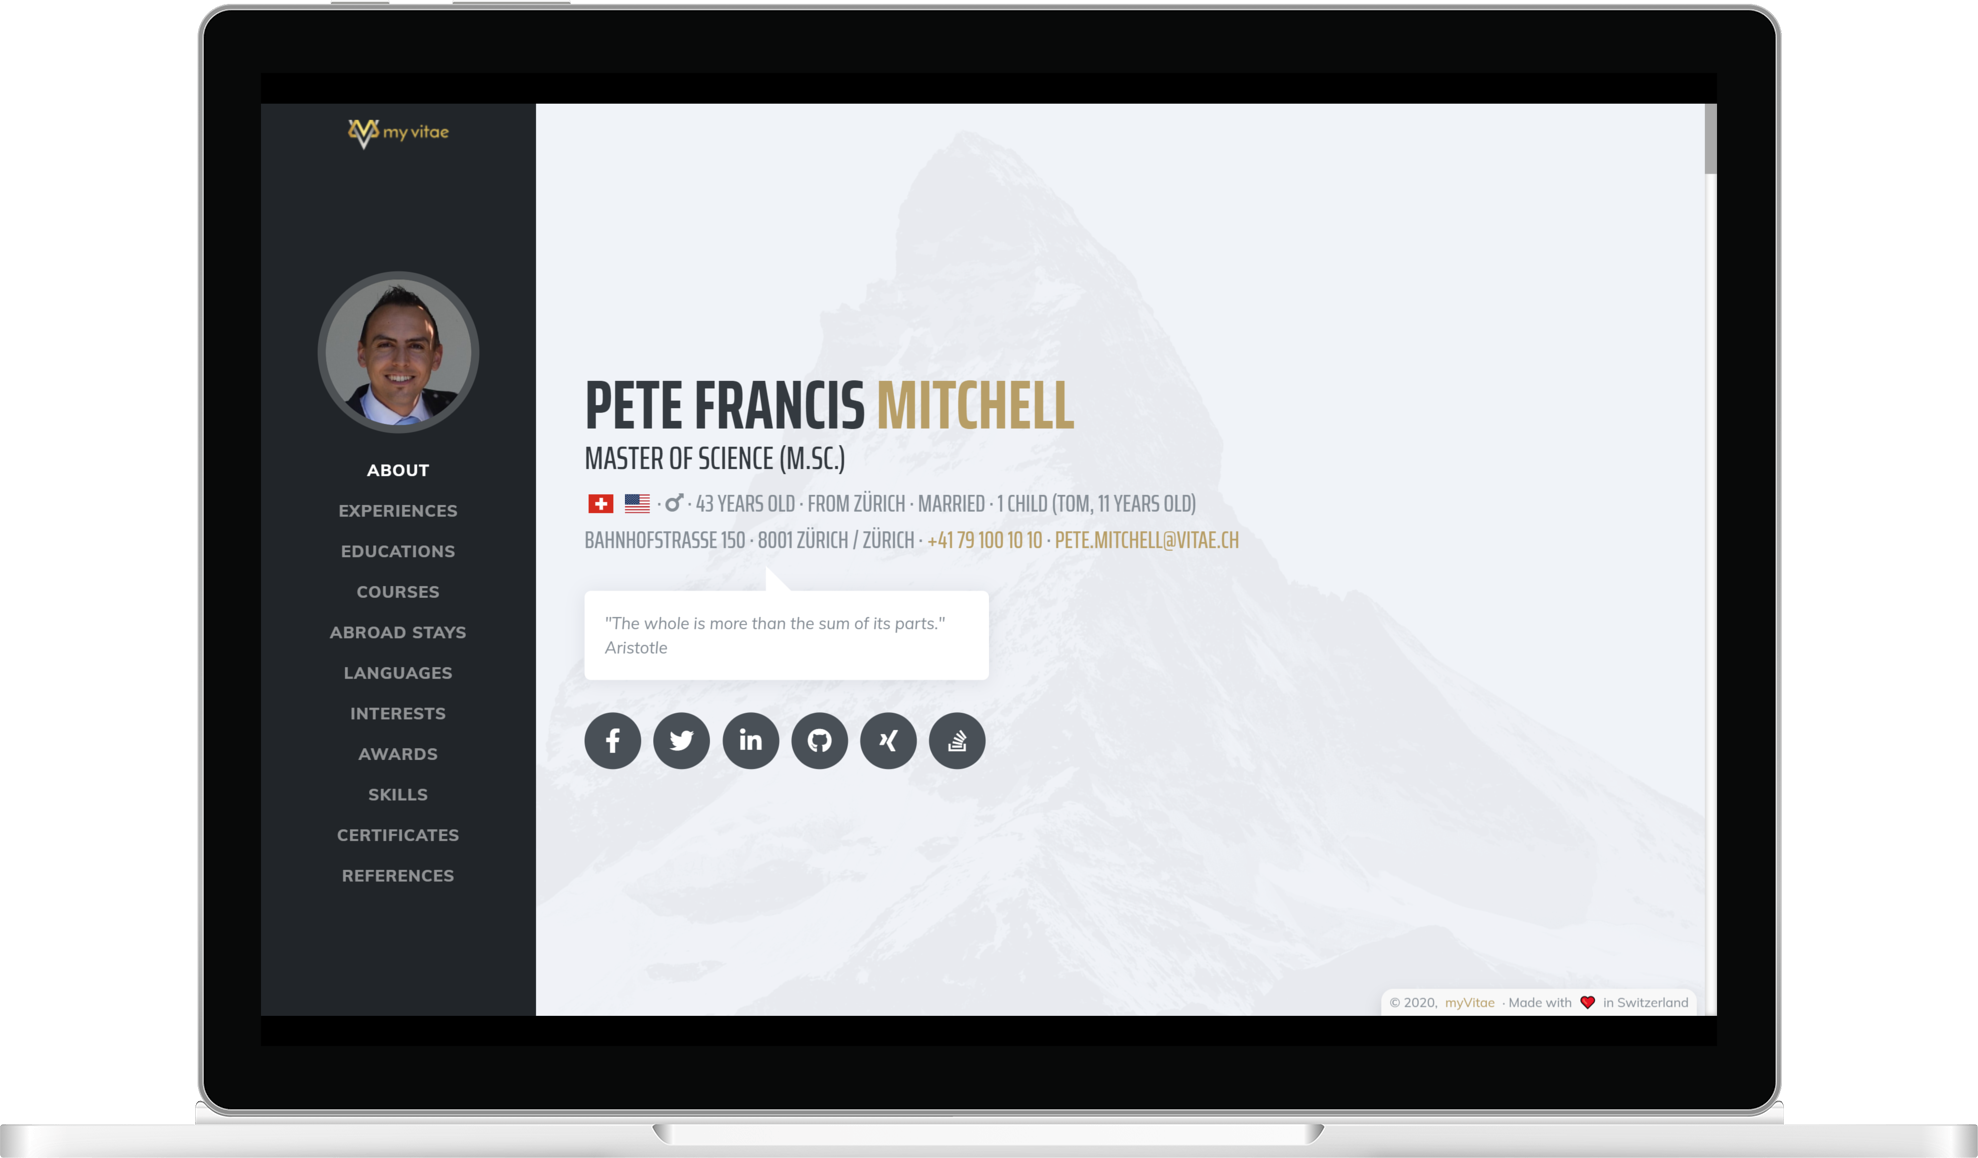 my vitae
ABOUT
EXPERIENCES
EDUCATIONS
COURSES
ABROAD STAYS
LANGUAGES
INTERESTS
AWARDS
SKILLS
CERTIFICATES
REFERENCES
PETE FRANCIS MITCHELL
MASTER OF SCIENCE (M.SC.)
· ♂ · 43 YEARS OLD · FROM ZÜRICH · MARRIED · 1 CHILD (TOM, 11 YEARS OLD)
BAHNHOFSTRASSE 150 · 8001 ZÜRICH / ZÜRICH · +41 79 100 10 10 · PETE.MITCHELL@VITAE.CH
"The whole is more than the sum of its parts."
Aristotle
© 2020, myVitae · Made with ❤ in Switzerland